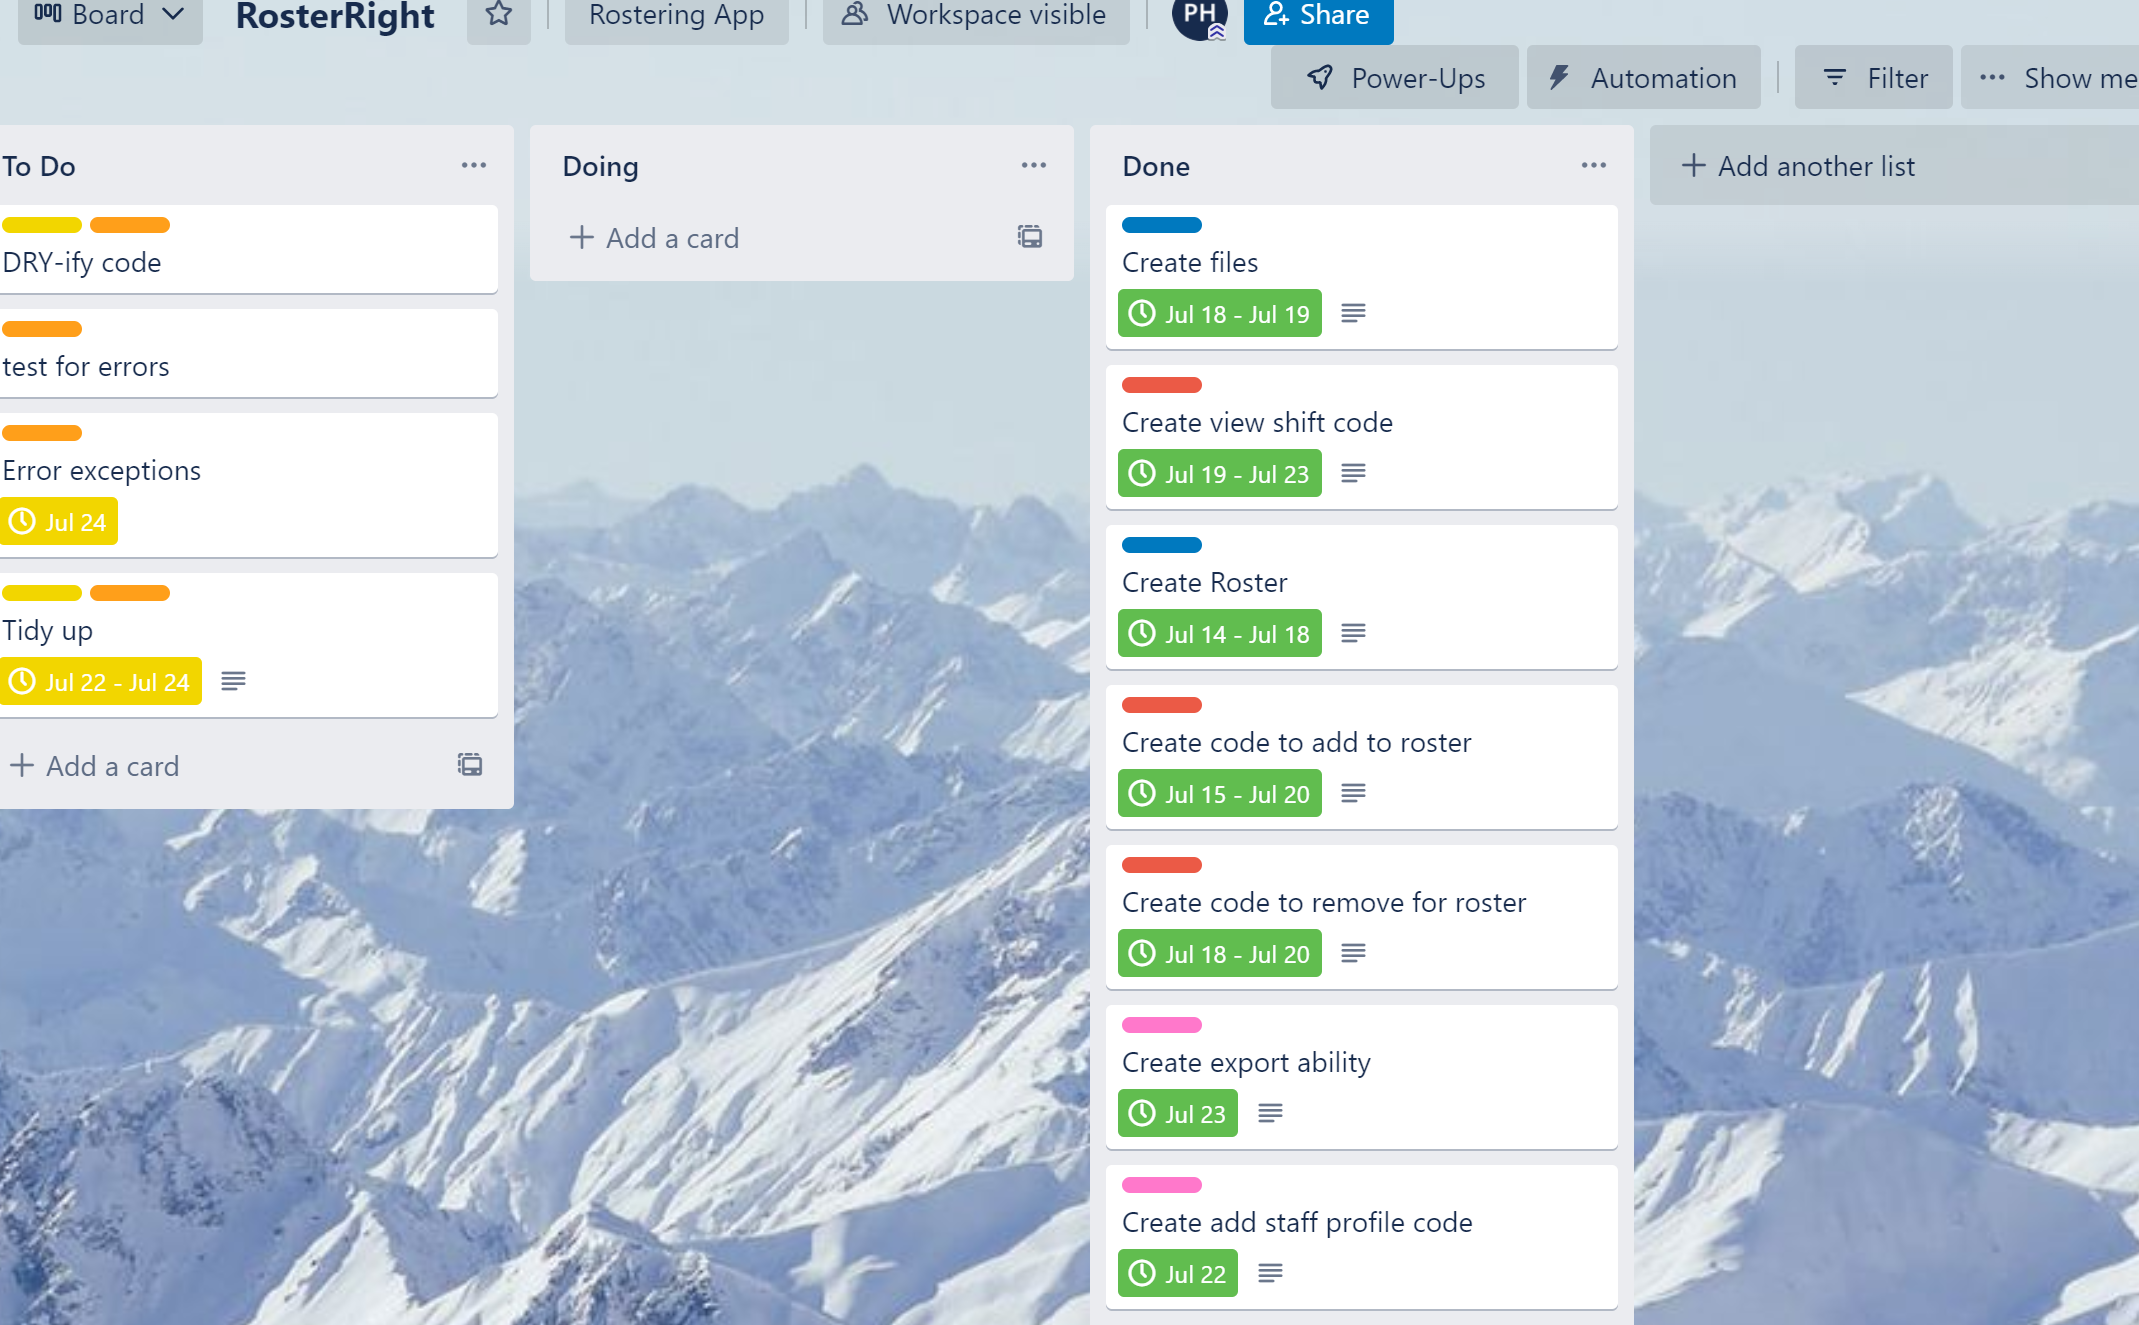 Board
RosterRight
Rostering App
Workspace visible
PH
Share
Power-Ups
Automation
Filter
Show me
To Do
DRY-ify code
test for errors
Error exceptions
Jul 24
Tidy up
Jul 22 - Jul 24
Add a card
Doing
Add a card
Done
Create files
Jul 18 - Jul 19
Create view shift code
Jul 19 - Jul 23
Create Roster
Jul 14 - Jul 18
Create code to add to roster
Jul 15 - Jul 20
Create code to remove for roster
Jul 18 - Jul 20
Create export ability
Jul 23
Create add staff profile code
Jul 22
Add another list